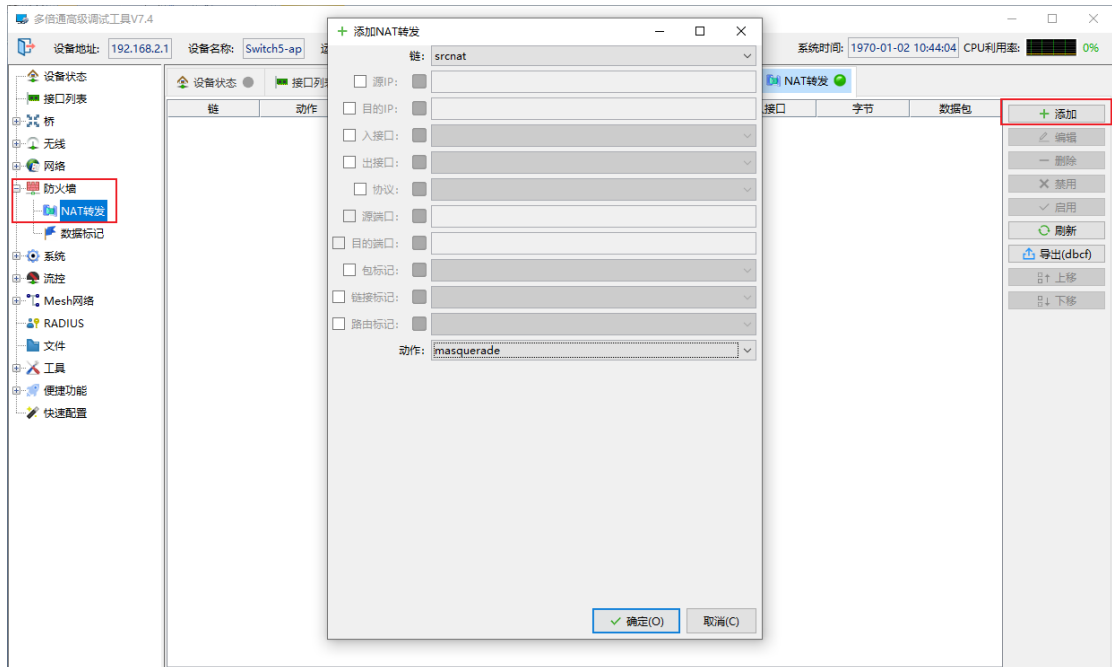 多倍通高级调试工具V7.4
设备地址: 192.168.2.1 设备名称: Switch5-ap 系统时间: 1970-01-02 10:44:04 CPU利用率: 0%
设备状态
接口列表
桥
无线
网络
防火墙
NAT转发
数据标记
系统
流控
Mesh网络
RADIUS
文件
工具
便捷功能
快速配置
设备状态 接口列 NAT转发
链 动作 接口 字节 数据包
添加NAT转发
链: srcnat
源IP:
目的IP:
入接口:
出接口:
协议:
源端口:
目的端口:
包标记:
链接标记:
路由标记:
动作: masquerade
确定(O) 取消(C)
添加
编辑
删除
禁用
启用
刷新
导出(dbcf)
上移
下移